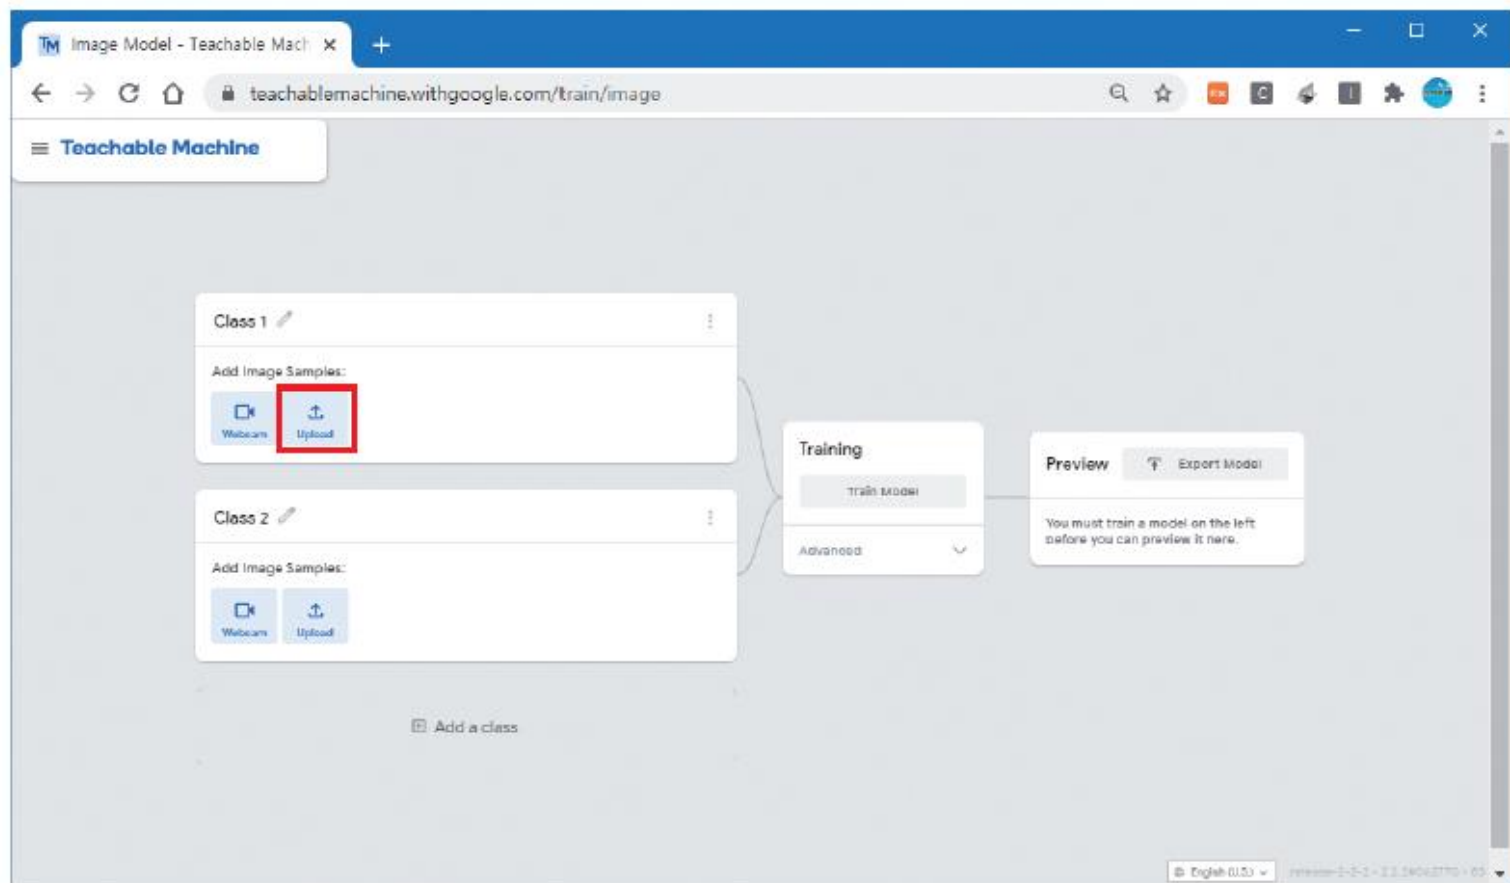 Image Model - Teachable Mach
teachablemachine.withgoogle.com/train/image
Teachable Machine
Class 1
Add Image Samples:
Webcam Upload
Class 2
Add Image Samples:
Webcam Upload
Add a class
Training
Train Model
Advanced
Preview Export Model
You must train a model on the left
before you can preview it here.
English (U.S.)